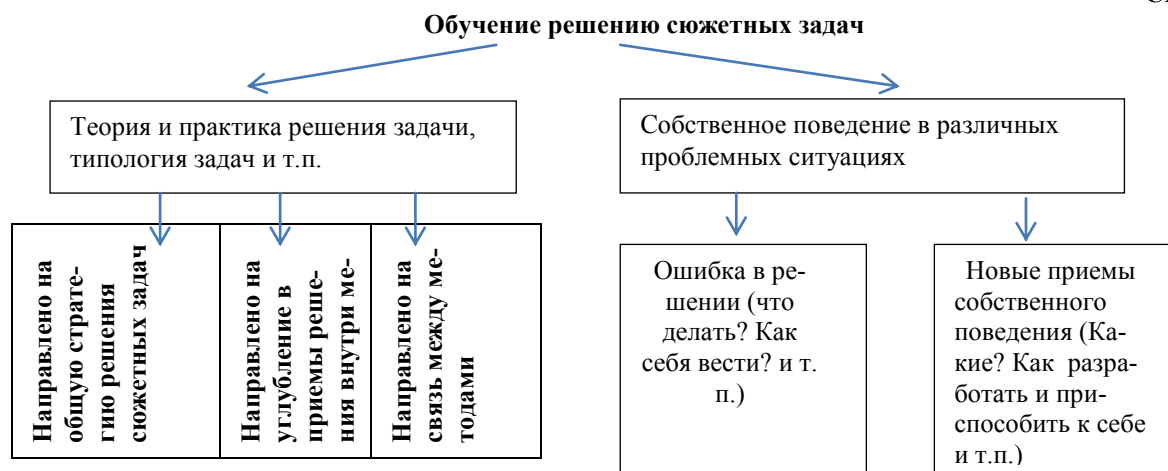 Обучение решению сюжетных задач
Теория и практика решения задачи,
типология задач и т.п.
Собственное поведение в различных
проблемных ситуациях
Направлено на
общую страте-
гию решения
сюжетных задач
Направлено на
углубление в
приемы реше-
ния внутри ме-
Направлено на
связь между ме-
тодами
Ошибка в ре-
шении (что
делать? Как
себя вести? и т.
п.)
Новые приемы
собственного
поведения (Ка-
кие? Как разра-
ботать и при-
способить к себе
и т.п.)